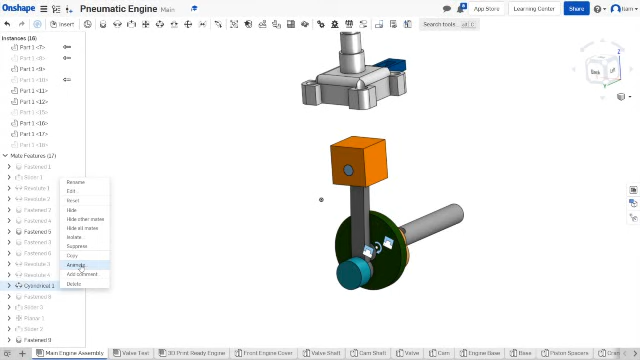 Onshape Pneumatic Engine Main App Store Learning Center Share
Insert Search tools...
Instances (16)
Part 1 <7>
Part 1 <8>
Part 1 <9>
Part 1 <10>
Part 1 <11>
Part 1 <12>
Part 1 <15>
Part 1 <16>
Part 1 <17>
Mate Features (17)
Fastened 1
Slider 1
Revolute 1
Revolute 2
Fastened 2
Fastened 4
Fastened 5
Fastened 3
Fastened 6
Revolute 3
Revolute 4
Cylindrical 1
Fastened 8
Slider 3
Planar 1
Slider 2
Fastened 9
Rename
Edit...
Reset
Hide
Hide other mates
Hide all mates
Isolate
Suppress
Copy
Animate...
Add comment
Delete
Z
Back
Left
Main Engine Assembly Valve Test 3D Print Ready Engine Front Engine Cover Valve Shaft Cam Shaft Valve Cam Engine Base Base Piston Spacers Cran